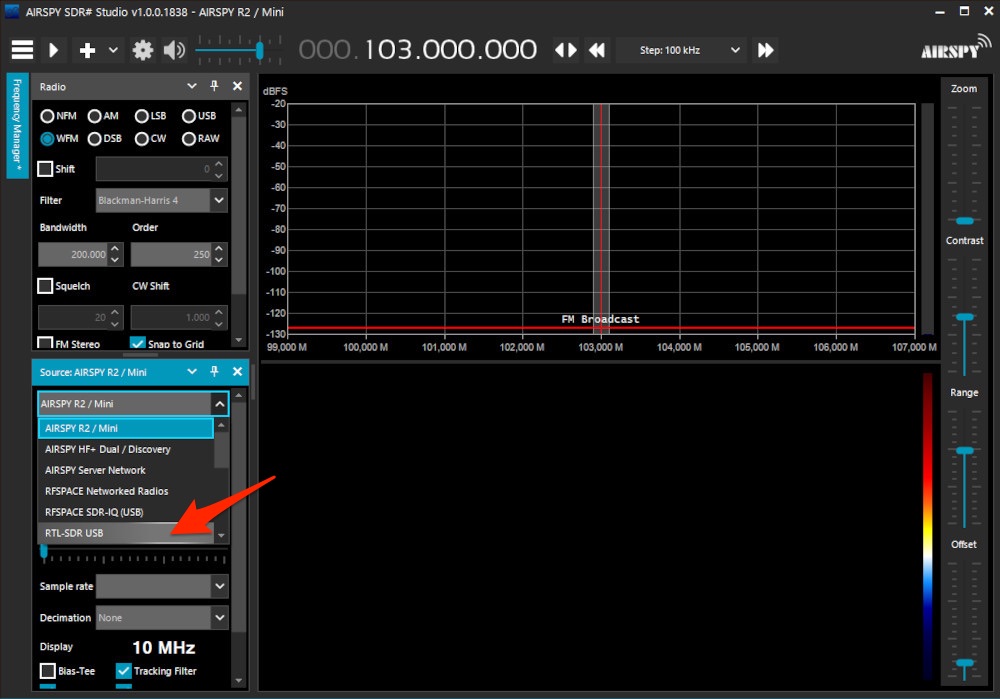 AIRSPY SDR# Studio v1.0.0.1838 - AIRSPY R2 / Mini
000.103.000.000
Step: 100 kHz
AIRSPY
Frequency Manager *
Radio
NFM AM LSB USB
WFM DSB CW RAW
Shift 0
Filter Blackman-Harris 4
Bandwidth Order
200.000 250
Squelch CW Shift
20 1.000
FM Stereo Snap to Grid
Source: AIRSPY R2 / Mini
AIRSPY R2 / Mini
AIRSPY R2 / Mini
AIRSPY HF+ Dual / Discovery
AIRSPY Server Network
RFSPACE Networked Radios
RFSPACE SDR-IQ (USB)
RTL-SDR USB
Sample rate
Decimation None
Display 10 MHz
Bias-Tee Tracking Filter
dBFS
-20
-30
-40
-50
-60
-70
-80
-90
-100
-110
-120
-130
FM Broadcast
99,000 M 100,000 M 101,000 M 102,000 M 103,000 M 104,000 M 105,000 M 106,000 M 107,000 M
Zoom
Contrast
Range
Offset